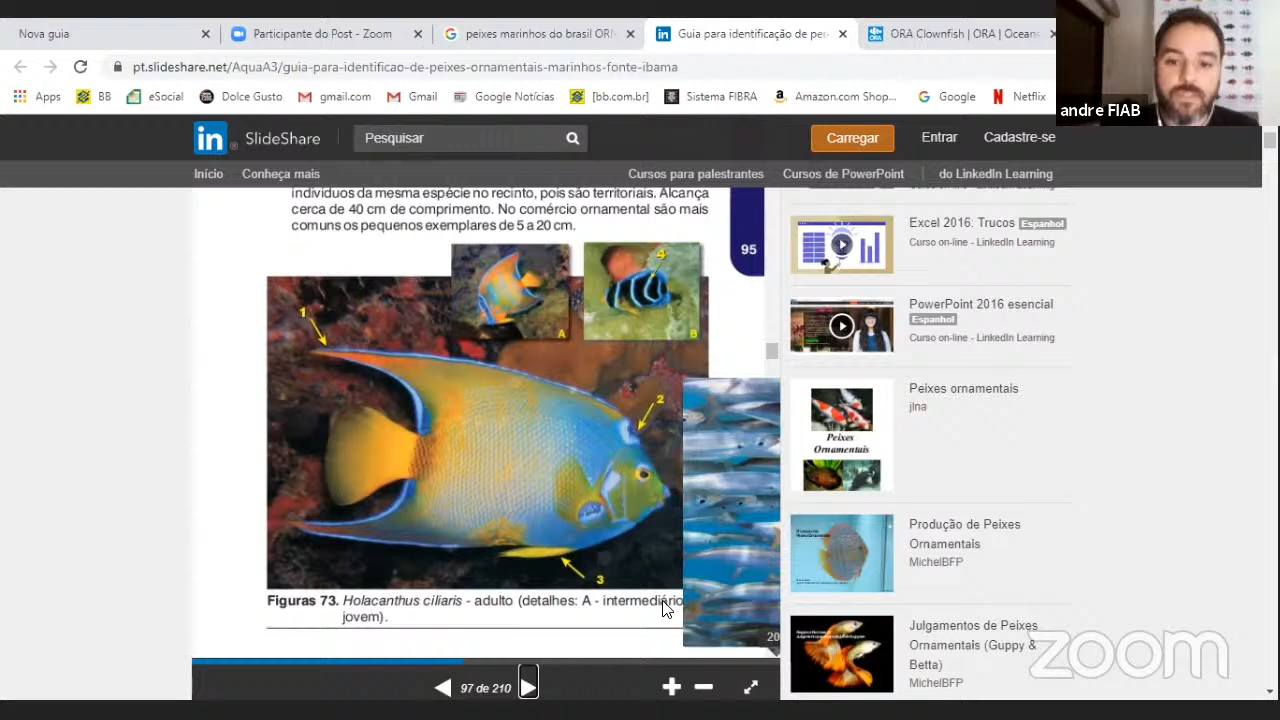 Nova guia
Participante do Post - Zoom
peixes marinhos do brasil ORN
Guia para identificação de pei
ORA Clownfish | ORA | Oceans
pt.slideshare.net/AquaA3/guia-para-identificao-de-peixes-ornamentais-marinhos-fonte-ibama
Apps
BB
eSocial
Dolce Gusto
gmail.com
Gmail
Google Notícias
[bb.com.br]
Sistema FIBRA
Amazon.com Shop...
Google
Netflix
andre FIAB
in SlideShare
Pesquisar
Carregar
Entrar
Cadastre-se
Início
Conheça mais
Cursos para palestrantes
Cursos de PowerPoint
do LinkedIn Learning
indivíduos da mesma espécie no recinto, pois são territoriais. Alcança
cerca de 40 cm de comprimento. No comércio ornamental são mais
comuns os pequenos exemplares de 5 a 20 cm.
95
4
A
B
1
2
3
Figuras 73. Holacanthus ciliaris - adulto (detalhes: A - intermediário
jovem).
20
97 de 210
Excel 2016: Trucos Espanhol
Curso on-line - LinkedIn Learning
PowerPoint 2016 esencial
Espanhol
Curso on-line - LinkedIn Learning
Peixes
Ornamentais
Peixes ornamentais
jlna
Produção de Peixes
Ornamentais
MichelBFP
Julgamentos de Peixes
Ornamentais (Guppy &
Betta)
MichelBFP
zoom